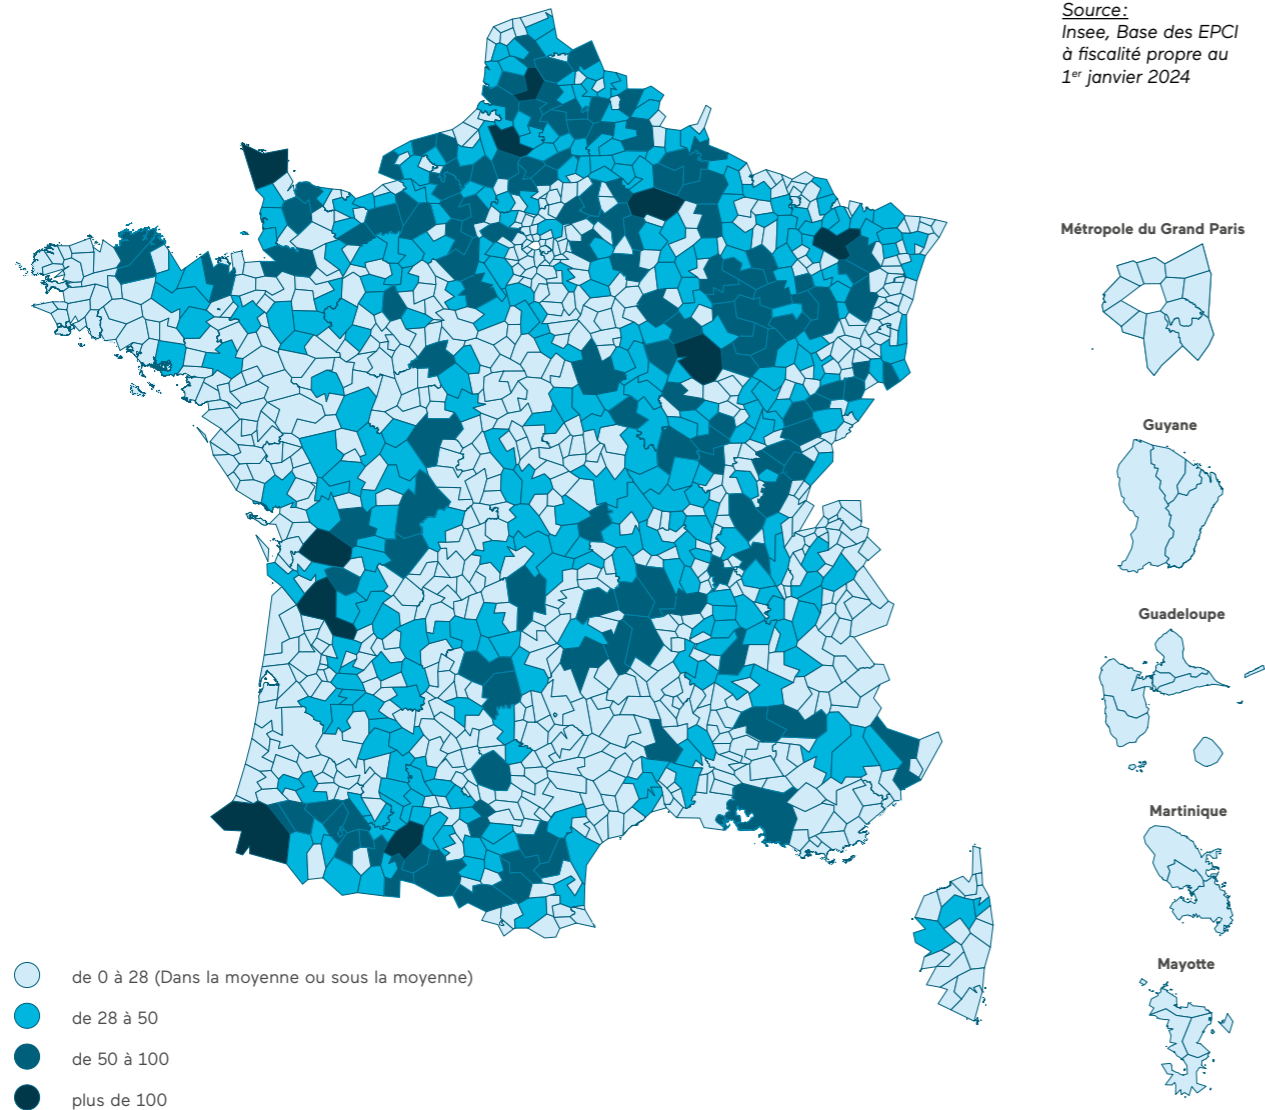 Source:
Insee, Base des EPCI
à fiscalité propre au
1er janvier 2024
Métropole du Grand Paris
Guyane
Guadeloupe
Martinique
Mayotte
de 0 à 28 (Dans la moyenne ou sous la moyenne)
de 28 à 50
de 50 à 100
plus de 100